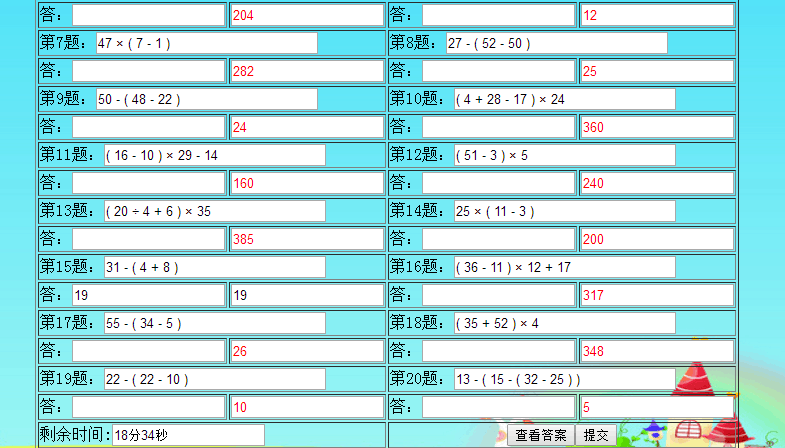 答： 204 答： 12
第7题： 47 × ( 7 - 1 ) 第8题： 27 - ( 52 - 50 )
答： 282 答： 25
第9题： 50 - ( 48 - 22 ) 第10题： ( 4 + 28 - 17 ) × 24
答： 24 答： 360
第11题： ( 16 - 10 ) × 29 - 14 第12题： ( 51 - 3 ) × 5
答： 160 答： 240
第13题： ( 20 ÷ 4 + 6 ) × 35 第14题： 25 × ( 11 - 3 )
答： 385 答： 200
第15题： 31 - ( 4 + 8 ) 第16题： ( 36 - 11 ) × 12 + 17
答： 19 19 答： 317
第17题： 55 - ( 34 - 5 ) 第18题： ( 35 + 52 ) × 4
答： 26 答： 348
第19题： 22 - ( 22 - 10 ) 第20题： 13 - ( 15 - ( 32 - 25 ) )
答： 10 答： 5
剩余时间: 18分34秒 查看答案 提交